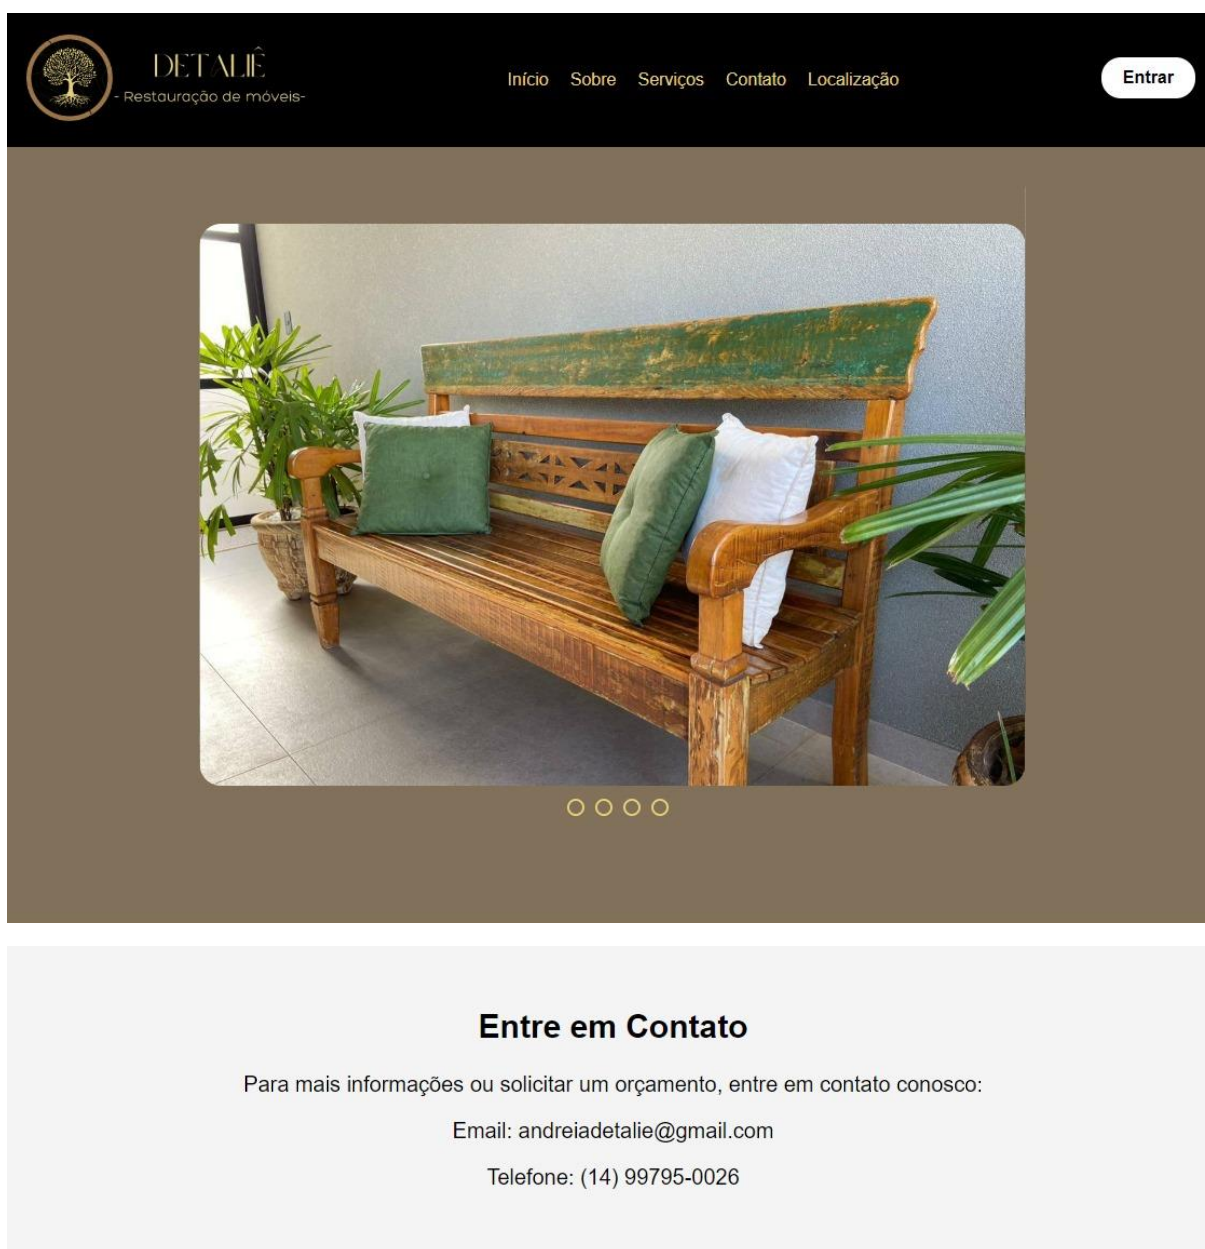 DETALIÊ
- Restauração de móveis-
Início Sobre Serviços Contato Localização
Entrar
Entre em Contato
Para mais informações ou solicitar um orçamento, entre em contato conosco:
Email: andreiadetalie@gmail.com
Telefone: (14) 99795-0026